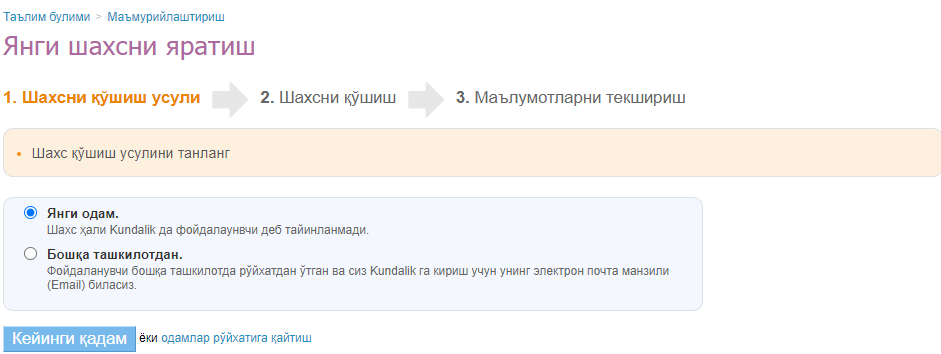 Таълим булими > Маъмурийлаштириш
Янги шахсни яратиш
1. Шахсни қўшиш усули 2. Шахсни қўшиш 3. Маълумотларни текшириш
Шахс қўшиш усулини танланг
Янги одам.
Шахс ҳали Kundalik да фойдалаунвчи деб тайинланмади.
Бошқа ташкилотдан.
Фойдаланувчи бошқа ташкилотда рўйхатдан ўтган ва сиз Kundalik га кириш учун унинг электрон почта манзили
(Email) биласиз.
Кейинги қадам ёки одамлар рўйхатига қайтиш